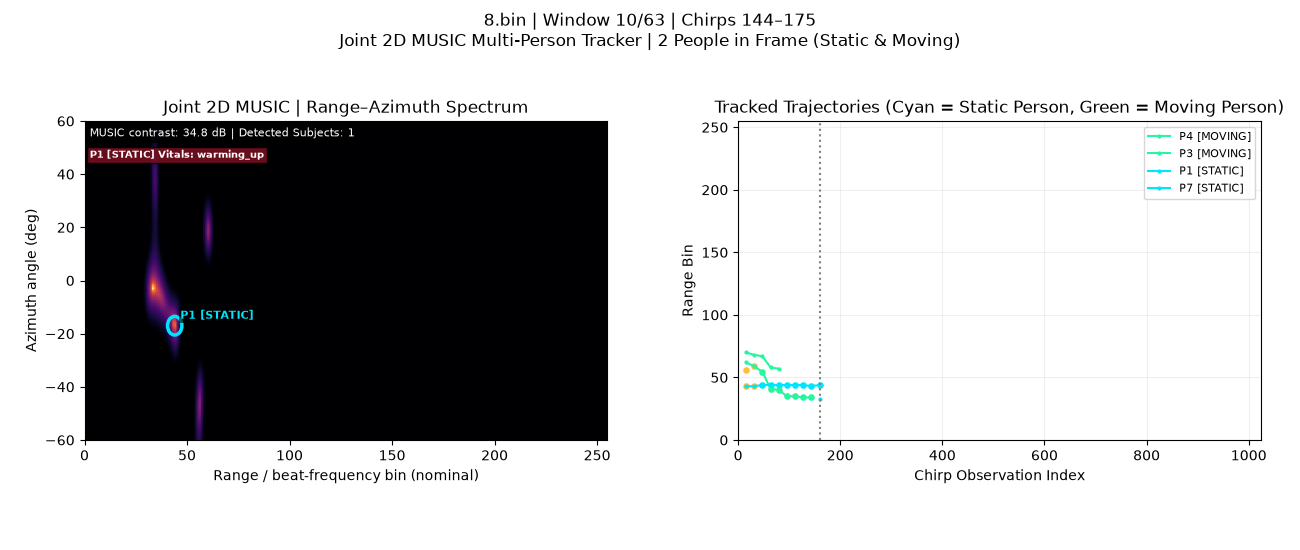 8.bin | Window 10/63 | Chirps 144–175
Joint 2D MUSIC Multi-Person Tracker | 2 People in Frame (Static & Moving)
Joint 2D MUSIC | Range–Azimuth Spectrum
MUSIC contrast: 34.8 dB | Detected Subjects: 1
P1 [STATIC] Vitals: warming_up
P1 [STATIC]
60
40
20
0
−20
−40
−60
Azimuth angle (deg)
0
50
100
150
200
250
Range / beat-frequency bin (nominal)
Tracked Trajectories (Cyan = Static Person, Green = Moving Person)
P4 [MOVING]
P3 [MOVING]
P1 [STATIC]
P7 [STATIC]
250
200
150
100
50
0
Range Bin
0
200
400
600
800
1000
Chirp Observation Index